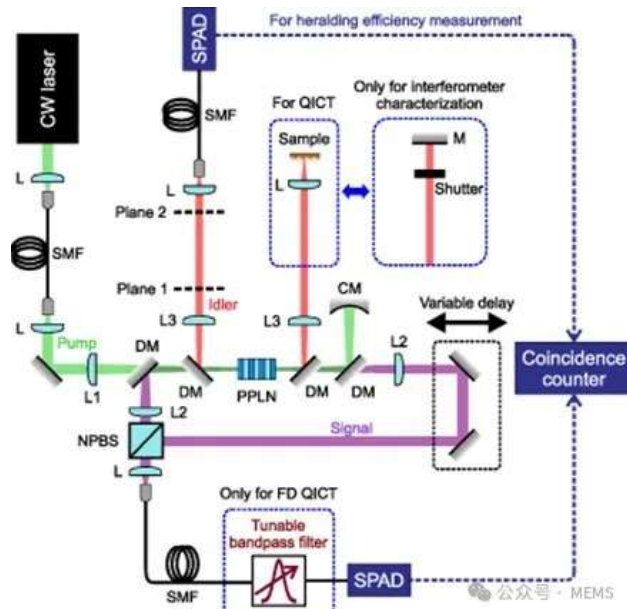 SPAD
For heralding efficiency measurement
CW laser
SMF
For QICT
Only for interferometer
characterization
Sample
M
L
L
L
Shutter
Plane 2
SMF
Plane 1
Idler
CM
L
L3
L3
Variable delay
Pump
DM
L2
Coincidence
counter
L1
DM
PPLN
DM
DM
L2
NPBS
Signal
L
Only for FD QICT
Tunable
bandpass filter
SPAD
SMF
公众号 · MEMS